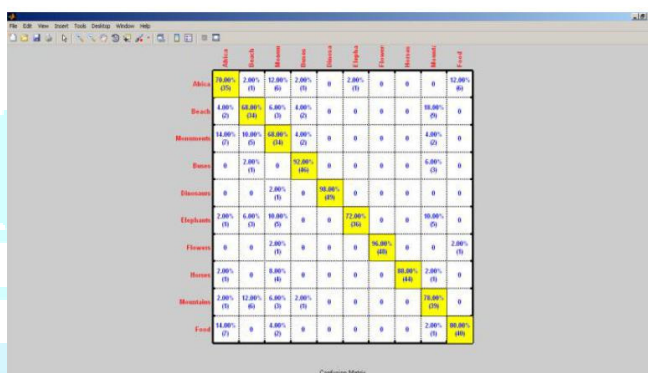 File Edit View Insert Tools Desktop Window Help
Africa Beach Monum Buses Dinosa Elepha Flower Horses Mounta Food
Africa 70.00% (35) 2.00% (1) 12.00% (6) 2.00% (1) 0 2.00% (1) 0 0 0 12.00% (6)
Beach 4.00% (2) 68.00% (34) 6.00% (3) 4.00% (2) 0 0 0 0 18.00% (9) 0
Monuments 14.00% (7) 10.00% (5) 68.00% (34) 4.00% (2) 0 0 0 0 4.00% (2) 0
Buses 0 2.00% (1) 0 92.00% (46) 0 0 0 0 6.00% (3) 0
Dinosaurs 0 0 2.00% (1) 0 98.00% (49) 0 0 0 0 0
Elephants 2.00% (1) 6.00% (3) 10.00% (5) 0 0 72.00% (36) 0 0 10.00% (5) 0
Flowers 0 0 2.00% (1) 0 0 0 96.00% (48) 0 0 2.00% (1)
Horses 2.00% (1) 0 8.00% (4) 0 0 0 0 88.00% (44) 2.00% (1) 0
Mountains 2.00% (1) 12.00% (6) 6.00% (3) 2.00% (1) 0 0 0 0 78.00% (39) 0
Food 14.00% (7) 0 4.00% (2) 0 0 0 0 0 2.00% (1) 80.00% (40)
Confusion Matrix